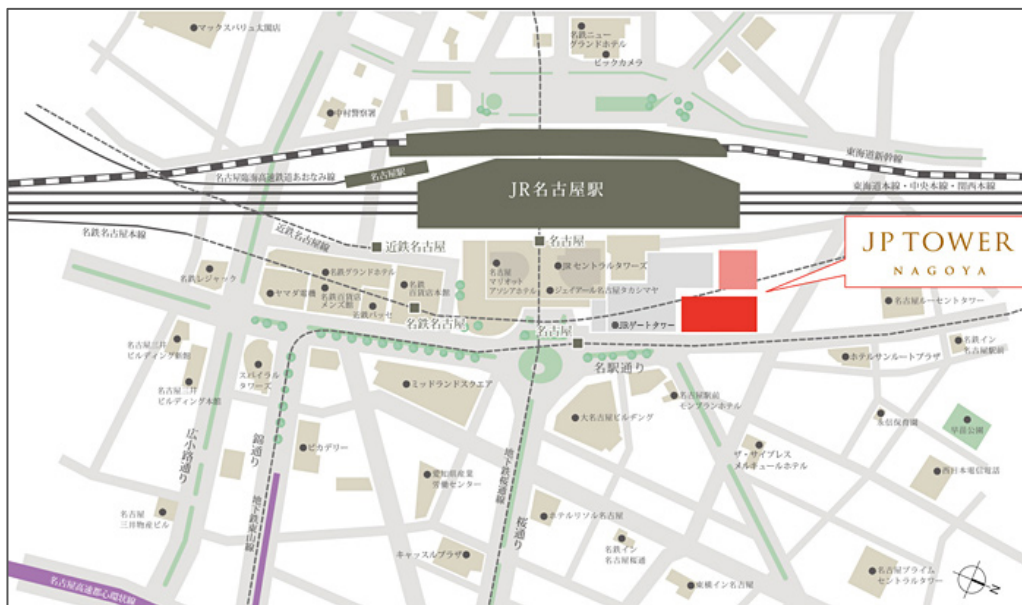 マックスバリュ太閤店
名鉄ニュー
グランドホテル
ビックカメラ
中村警察署
東海道新幹線
名古屋臨海高速鉄道あおなみ線
名古屋駅
JR名古屋駅
東海道本線・中央本線・関西本線
名鉄名古屋本線
近鉄名古屋線
近鉄名古屋
名古屋
JP TOWER
NAGOYA
名鉄レジャック
名鉄グランドホテル
ヤマダ電機
名鉄百貨店
メンズ館
近鉄パッセ
名鉄
百貨店本館
名古屋
マリオット
アソシアホテル
JRセントラルタワーズ
ジェイアール名古屋タカシマヤ
名古屋ルーセントタワー
名鉄名古屋
名古屋
JRゲートタワー
名古屋三井
ビルディング新館
スパイラル
タワーズ
名古屋三井
ビルディング本館
ミッドランドスクエア
名駅通り
ホテルサンルートプラザ
名鉄イン
名古屋駅前
名古屋駅前
モンブランホテル
大名古屋ビルヂング
永信保育園
早苗公園
広小路通り
錦通り
地下鉄東山線
ピカデリー
愛知県産業
労働センター
地下鉄桜通線
桜通り
ザ・サイプレス
メルキュールホテル
西日本電信電話
名古屋
三井物産ビル
ホテルリソル名古屋
名鉄イン
名古屋桜通
キャッスルプラザ
東横イン名古屋
名古屋プライム
セントラルタワー
名古屋高速都心環状線
N